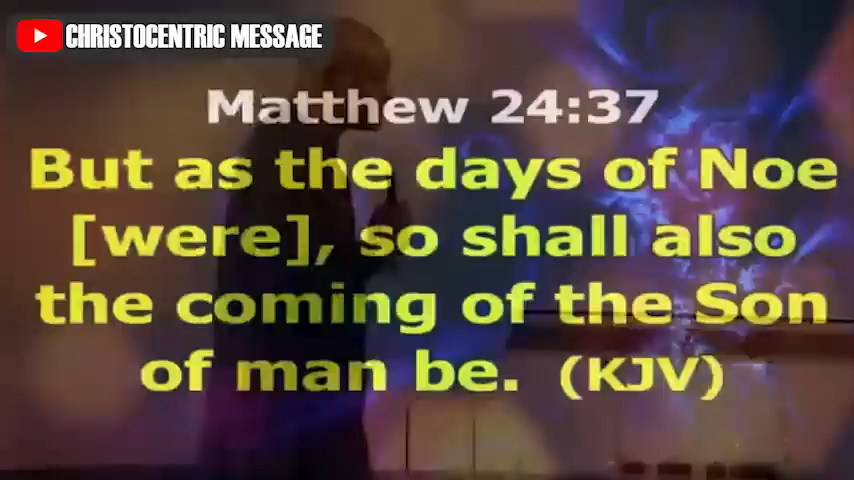 CHRISTOCENTRIC MESSAGE
Matthew 24:37
But as the days of Noe
[were], so shall also
the coming of the Son
of man be. (KJV)